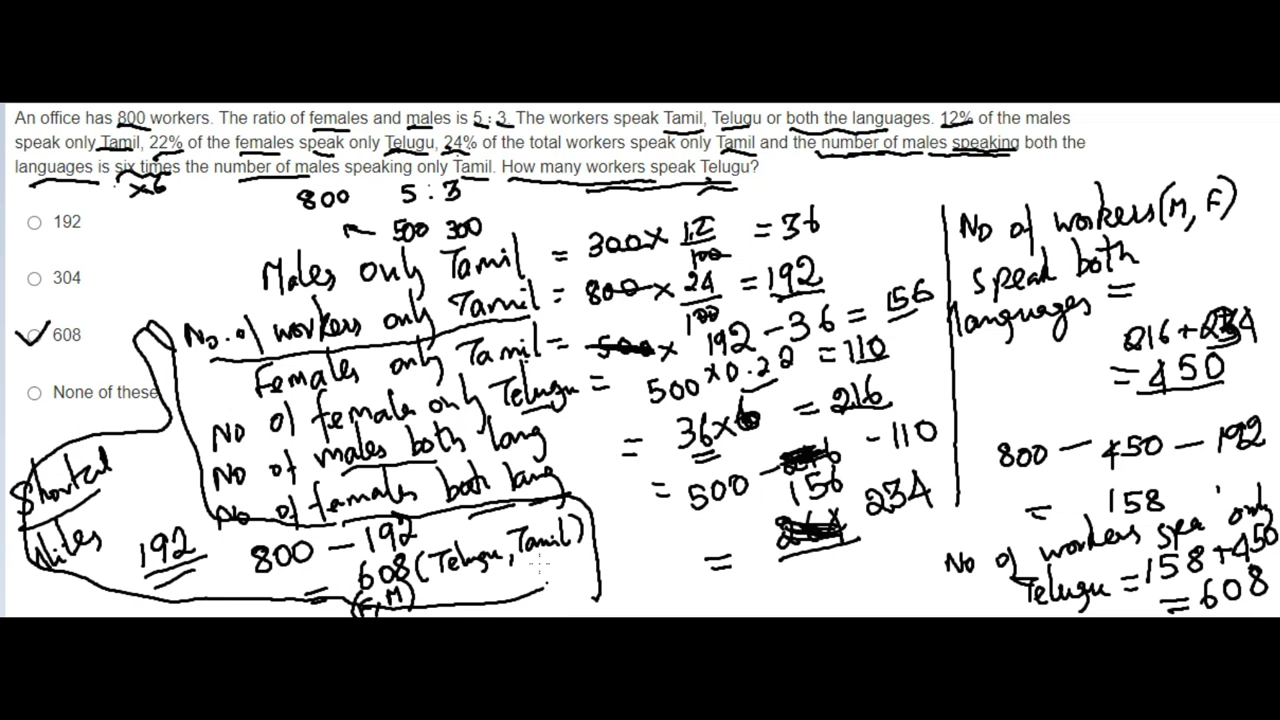 An office has 800 workers. The ratio of females and males is 5 : 3. The workers speak Tamil, Telugu or both the languages. 12% of the males
speak only Tamil, 22% of the females speak only Telugu, 24% of the total workers speak only Tamil and the number of males speaking both the
languages is six times the number of males speaking only Tamil. How many workers speak Telugu?
×6
800 5 : 3
500 300
192
304
608
None of these
Males only Tamil = 300 × 12/100 = 36
No. of workers only Tamil = 800 × 24/100 = 192
Females only Tamil = 500 × 192 - 36 = 156
No of female only Telugu = 500 × 0.22 = 110
No of males both lang = 36 × 6 = 216
No of females both lang = 500 - 156 - 110
= 234
Shortcut
192
800 - 192
= 608 (Telugu, Tamil)
(F, M)
No of workers (M, F)
speak both
languages =
216 + 234
= 450
800 - 450 - 192
= 158
No of workers spea only
Telugu = 158 + 450
= 608